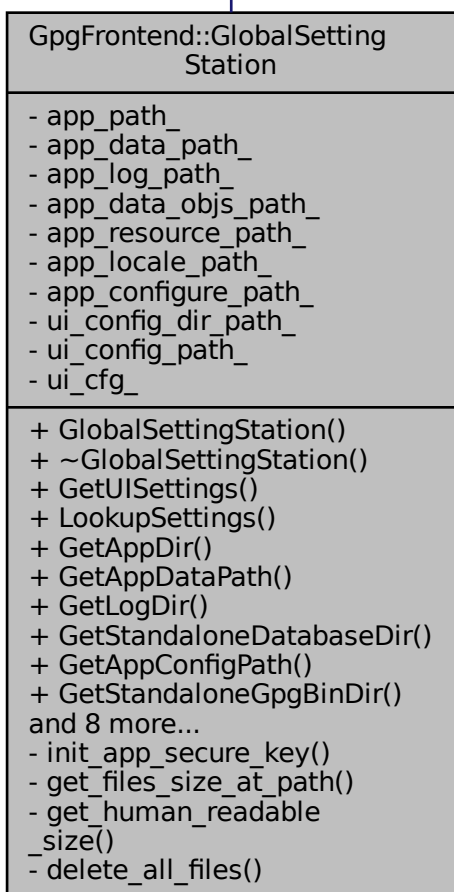 GpgFrontend::GlobalSetting
Station
- app_path_
- app_data_path_
- app_log_path_
- app_data_objs_path_
- app_resource_path_
- app_locale_path_
- app_configure_path_
- ui_config_dir_path_
- ui_config_path_
- ui_cfg_
+ GlobalSettingStation()
+ ~GlobalSettingStation()
+ GetUISettings()
+ LookupSettings()
+ GetAppDir()
+ GetAppDataPath()
+ GetLogDir()
+ GetStandaloneDatabaseDir()
+ GetAppConfigPath()
+ GetStandaloneGpgBinDir()
and 8 more...
- init_app_secure_key()
- get_files_size_at_path()
- get_human_readable
_size()
- delete_all_files()